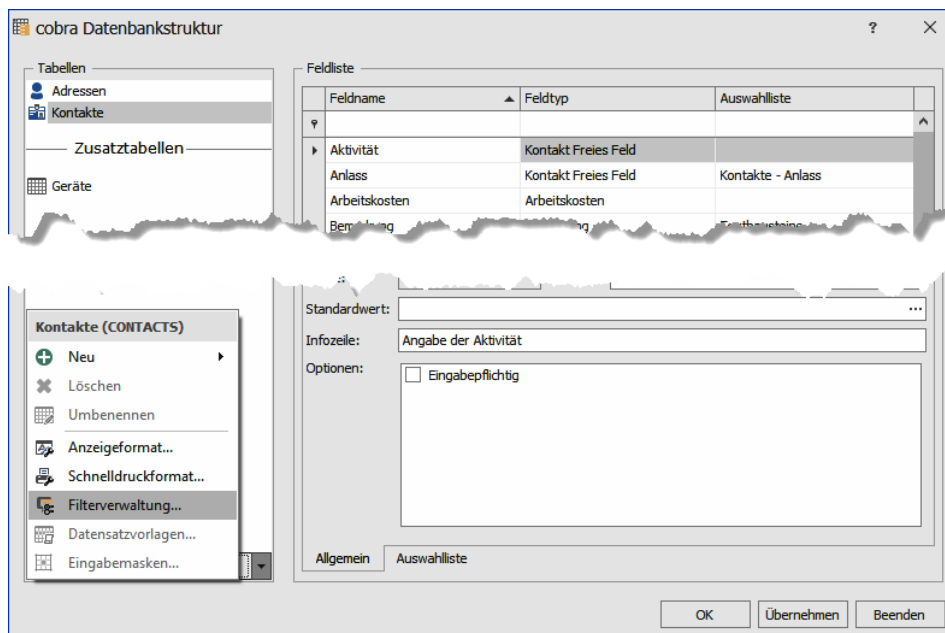 cobra Datenbankstruktur
?
Tabellen
Adressen
Kontakte
Zusatztabellen
Geräte
Feldliste
Feldname Feldtyp Auswahlliste
Aktivität Kontakt Freies Feld
Anlass Kontakt Freies Feld Kontakte - Anlass
Arbeitskosten Arbeitskosten
Standardwert: ...
Infozeile: Angabe der Aktivität
Optionen: Eingabepflichtig
Kontakte (CONTACTS)
Neu
Löschen
Umbenennen
Anzeigeformat...
Schnelldruckformat...
Filterverwaltung...
Datensatzvorlagen...
Eingabemasken...
Allgemein Auswahlliste
OK Übernehmen Beenden